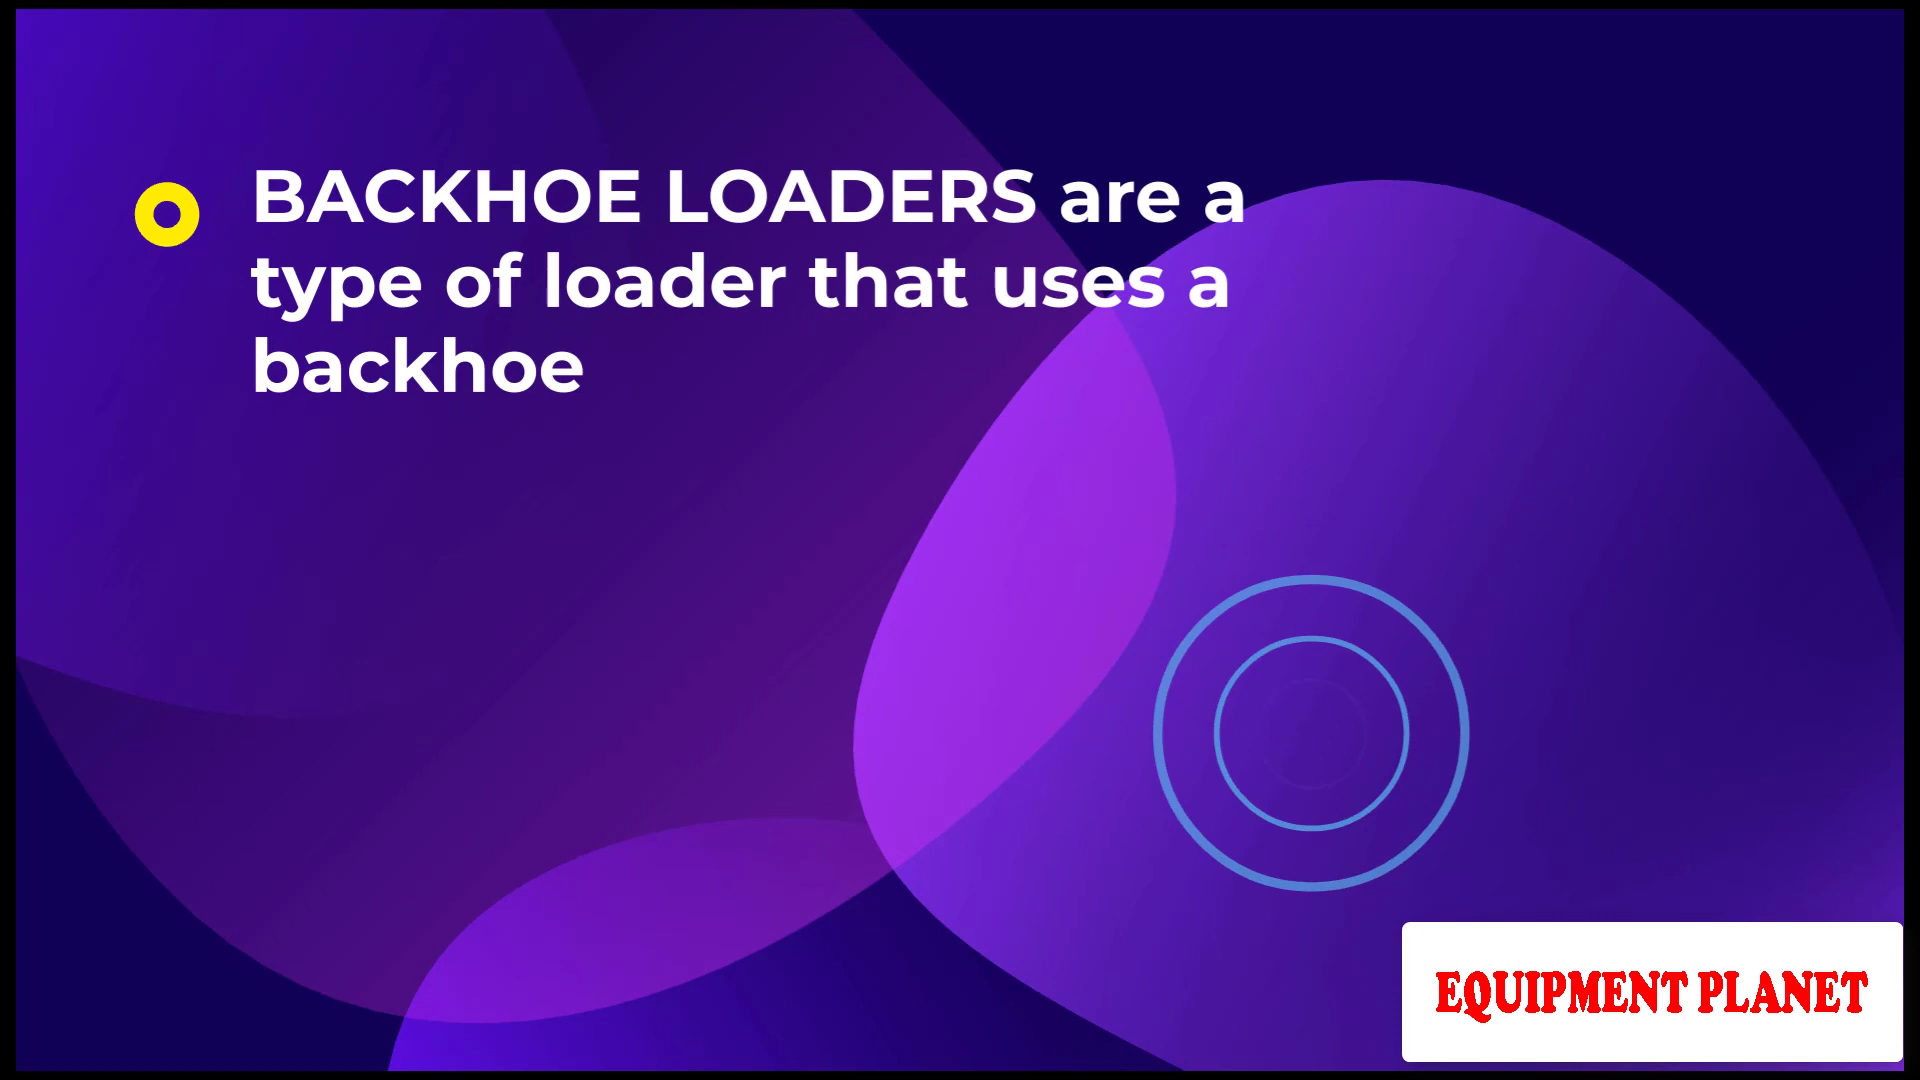 BACKHOE LOADERS are a
type of loader that uses a
backhoe
EQUIPMENT PLANET